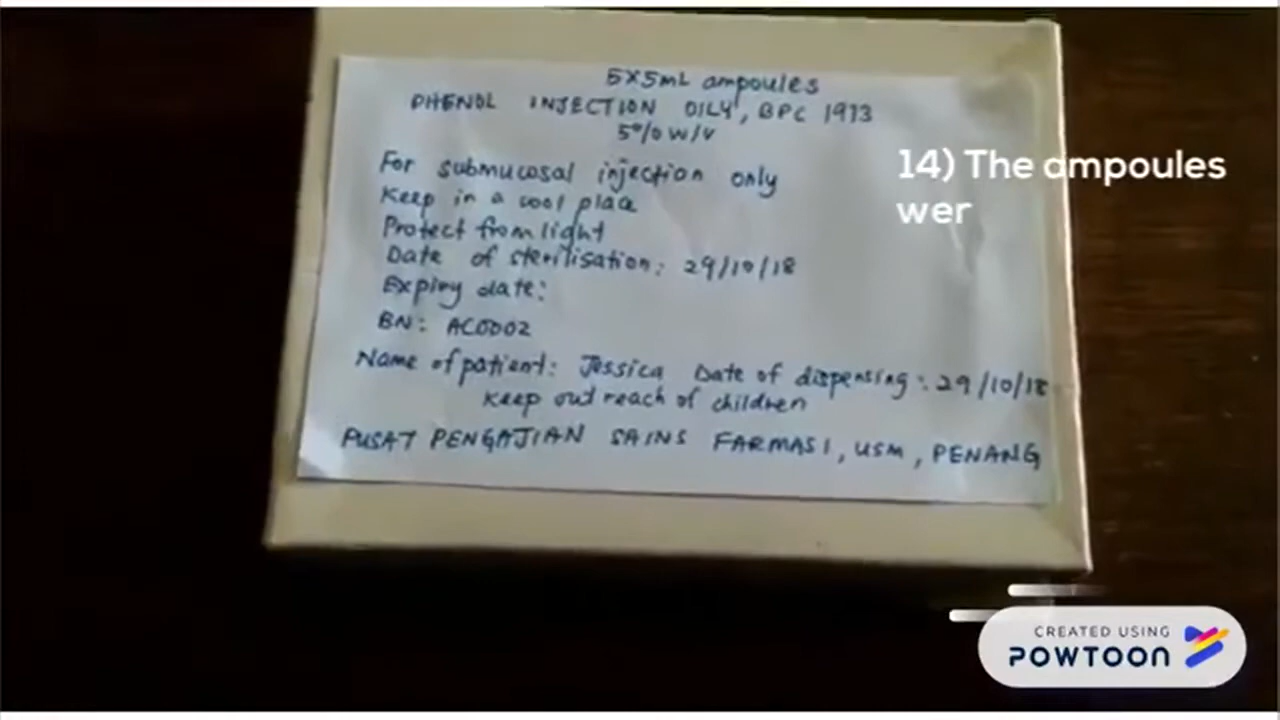 5X5mL ampoules
PHENOL INJECTION OILY, BPC 1973
5% W/V
For submucosal injection only
Keep in a cool place
Protect from light
Date of sterilisation: 29/10/18
Expiry date:
BN: AC0002
Name of patient: Jessica Date of dispensing: 29/10/18
Keep out reach of children
PUSAT PENGAJIAN SAINS FARMASI, USM, PENANG
14) The ampoules
wer
CREATED USING
POWTOON